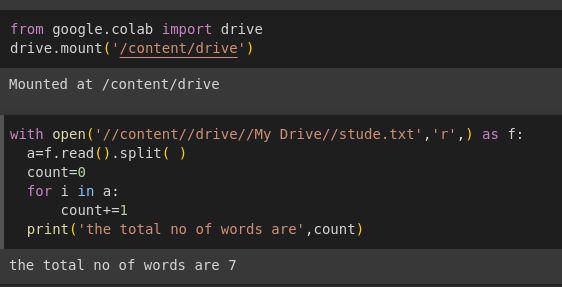 from google.colab import drive
drive.mount('/content/drive')
Mounted at /content/drive
with open('//content//drive//My Drive//stude.txt','r',) as f:
  a=f.read().split( )
  count=0
  for i in a:
      count+=1
  print('the total no of words are',count)
the total no of words are 7